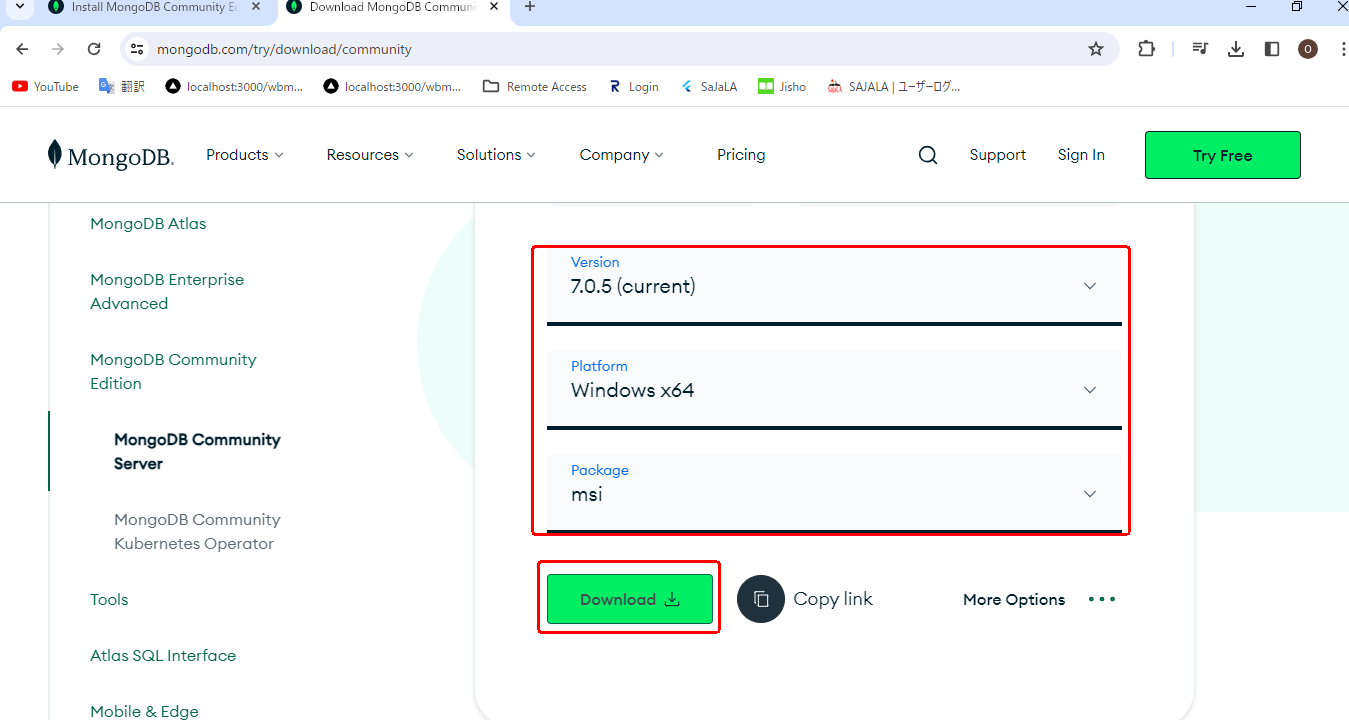 Install MongoDB Community Ed
Download MongoDB Communi
mongodb.com/try/download/community
O
YouTube
翻訳
localhost:3000/wbm...
localhost:3000/wbm...
Remote Access
Login
SaJaLA
Jisho
SAJALA | ユーザーログ...
MongoDB.
Products
Resources
Solutions
Company
Pricing
Support
Sign In
Try Free
MongoDB Atlas
MongoDB Enterprise
Advanced
MongoDB Community
Edition
MongoDB Community
Server
MongoDB Community
Kubernetes Operator
Tools
Atlas SQL Interface
Mobile & Edge
Version
7.0.5 (current)
Platform
Windows x64
Package
msi
Download
Copy link
More Options